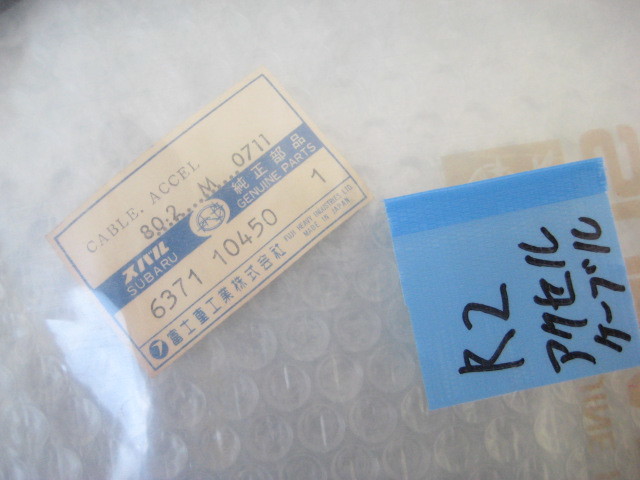 CABLE. ACCEL
80.2 M 0711
スバル
SUBARU
純正部品
GENUINE PARTS
6371 10450 1
富士重工業株式会社
FUJI HEAVY INDUSTRIES LTD.
MADE IN JAPAN
R2
アクセル
ケーブル